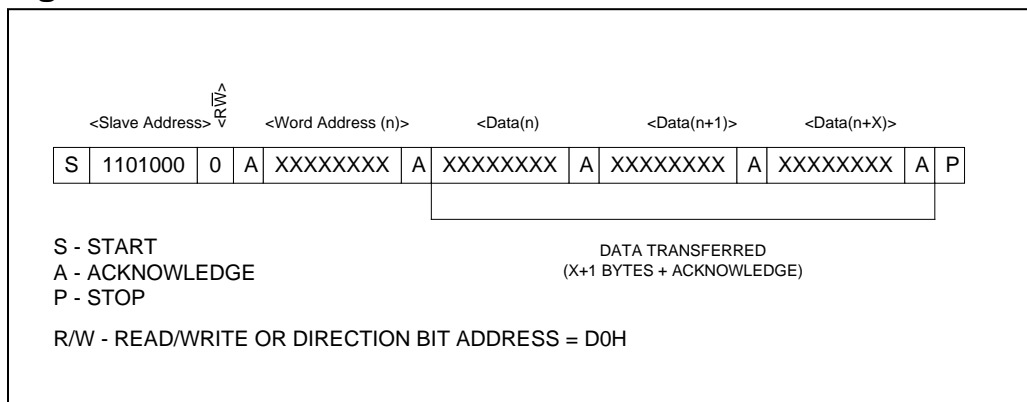 <R/W>
<Slave Address> <Word Address (n)> <Data(n) <Data(n+1)> <Data(n+X)>
S 1101000 0 A XXXXXXXX A XXXXXXXX A XXXXXXXX A XXXXXXXX A P
S - START
A - ACKNOWLEDGE
P - STOP
DATA TRANSFERRED
(X+1 BYTES + ACKNOWLEDGE)
R/W - READ/WRITE OR DIRECTION BIT ADDRESS = D0H